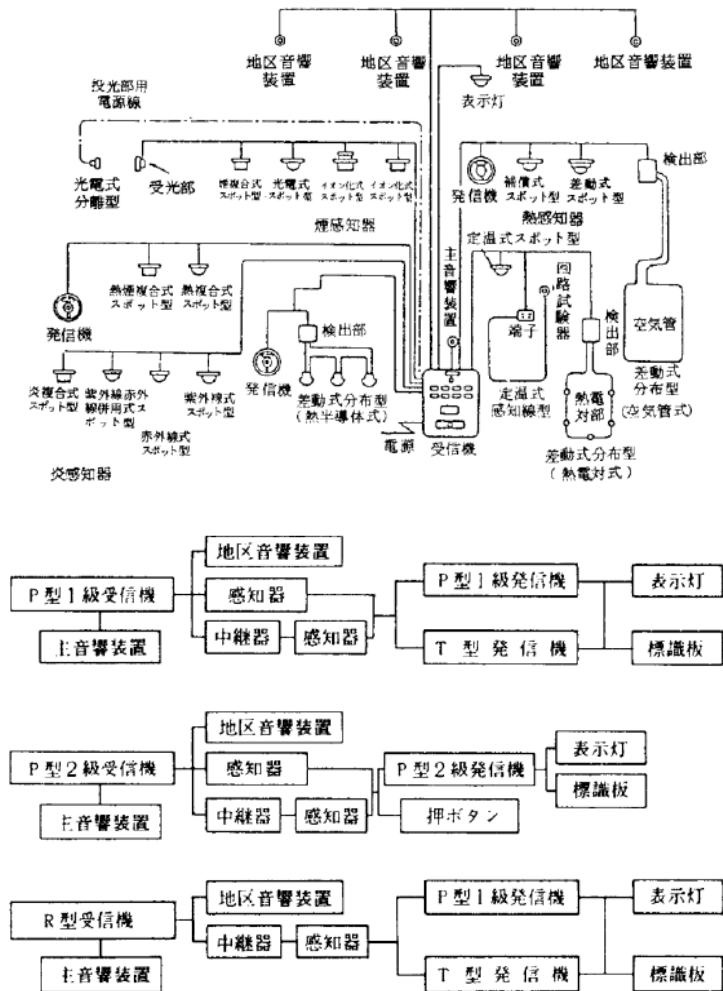 地区音響
装置
地区音響
装置
地区音響
装置
地区音響装置
表示灯
投光部用
電源線
光電式
分離型
受光部
煙複合式
スポット型
光電式
スポット型
イオン化式
スポット型
イオン化式
スポット型
煙感知器
発信機
補償式
スポット型
差動式
スポット型
検出部
熱感知器
定温式スポット型
主音響装置
回路試験器
端子
検出部
空気管
差動式
分布型
(空気管式)
熱煙複合式
スポット型
熱複合式
スポット型
発信機
検出部
発信機
差動式分布型
(熱半導体式)
炎複合式
スポット型
紫外線赤外
線併用式ス
ポット型
赤外線式
スポット型
紫外線式
スポット型
炎感知器
電源
受信機
定温式
感知線型
熱電
対部
差動式分布型
(熱電対式)
P型1級受信機
主音響装置
地区音響装置
感知器
中継器
感知器
P型1級発信機
T型発信機
表示灯
標識板
P型2級受信機
主音響装置
地区音響装置
感知器
中継器
感知器
P型2級発信機
押ボタン
表示灯
標識板
R型受信機
主音響装置
地区音響装置
中継器
感知器
P型1級発信機
T型発信機
表示灯
標識板